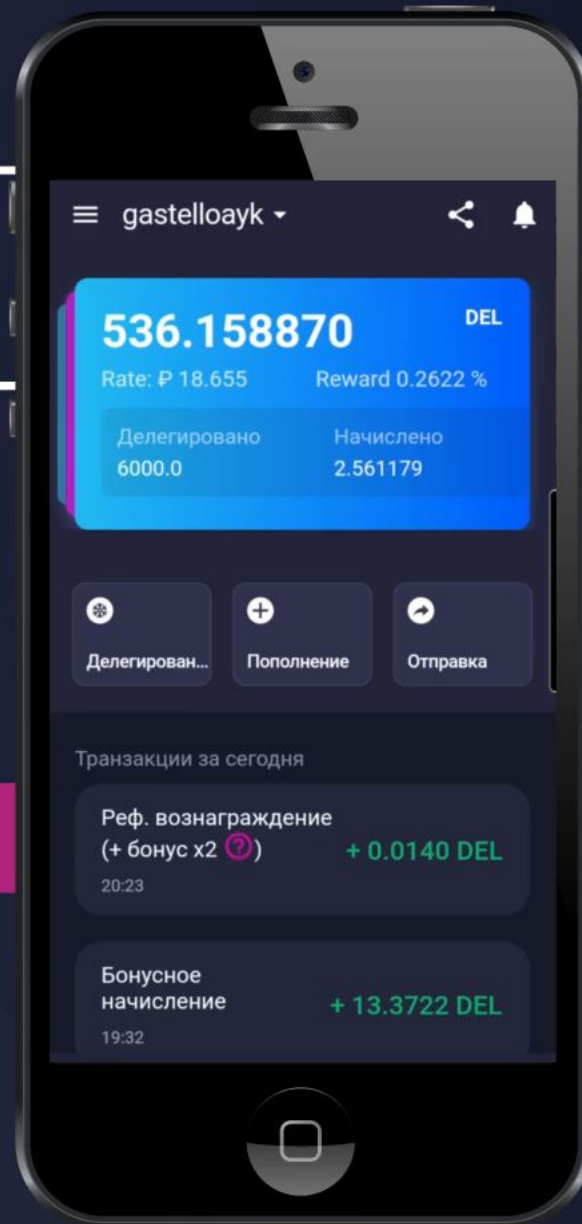 gastelloayk
536.158870 DEL
Rate: ₽ 18.655 Reward 0.2622 %
Делегировано Начислено
6000.0 2.561179
Делегирован... Пополнение Отправка
Транзакции за сегодня
Реф. вознаграждение
(+ бонус x2 ?) + 0.0140 DEL
20:23
Бонусное
начисление + 13.3722 DEL
19:32